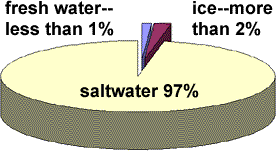 fresh water--
less than 1%
ice--more
than 2%
saltwater 97%